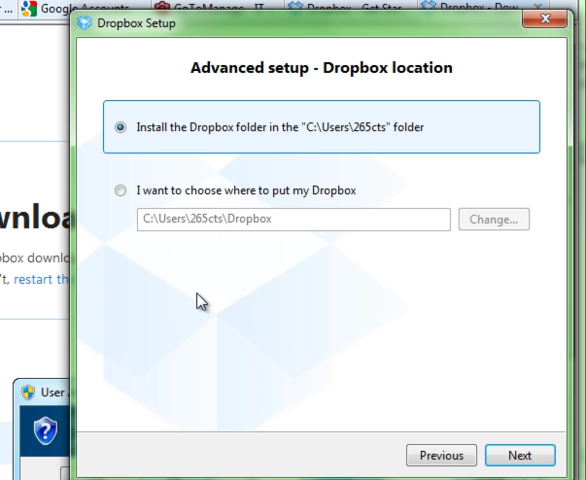 ... Google Accounts GoToManage - IT Dropbox - Get Star Dropbox - Dow
Dropbox Setup
Advanced setup - Dropbox location
Install the Dropbox folder in the "C:\Users\265cts" folder
I want to choose where to put my Dropbox
C:\Users\265cts\Dropbox
Change...
wnloa
box downlo
't, restart th
User
Previous
Next